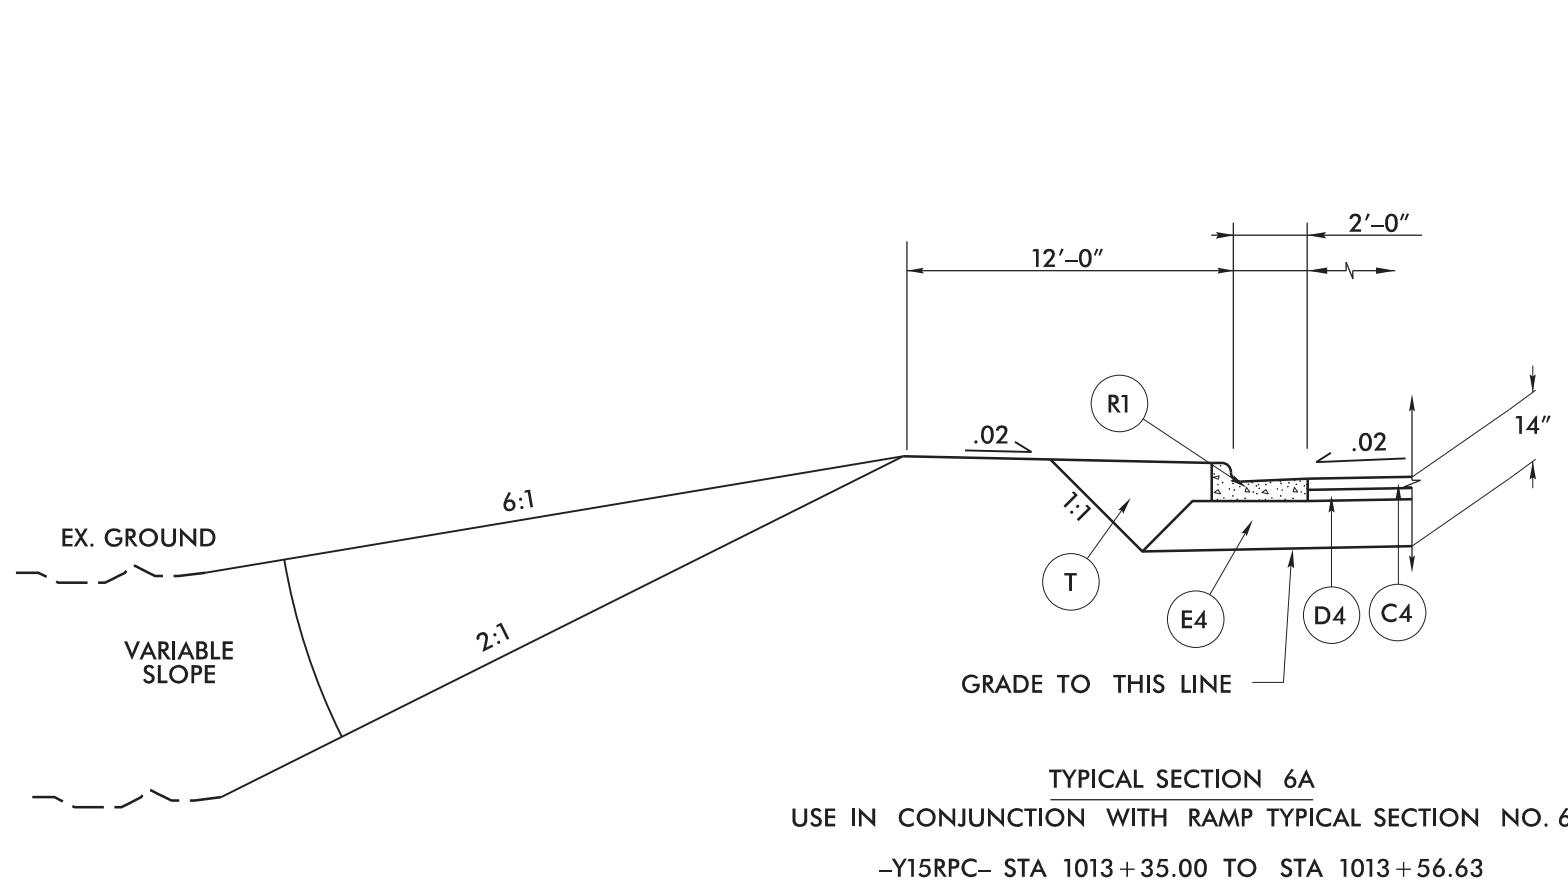 2'–0"
12'–0"
R1
14"
.02
.02
6:1
1:1
EX. GROUND
T
E4
D4
C4
2:1
VARIABLE
SLOPE
GRADE TO THIS LINE
TYPICAL SECTION 6A
USE IN CONJUNCTION WITH RAMP TYPICAL SECTION NO. 6
–Y15RPC– STA 1013+35.00 TO STA 1013+56.63